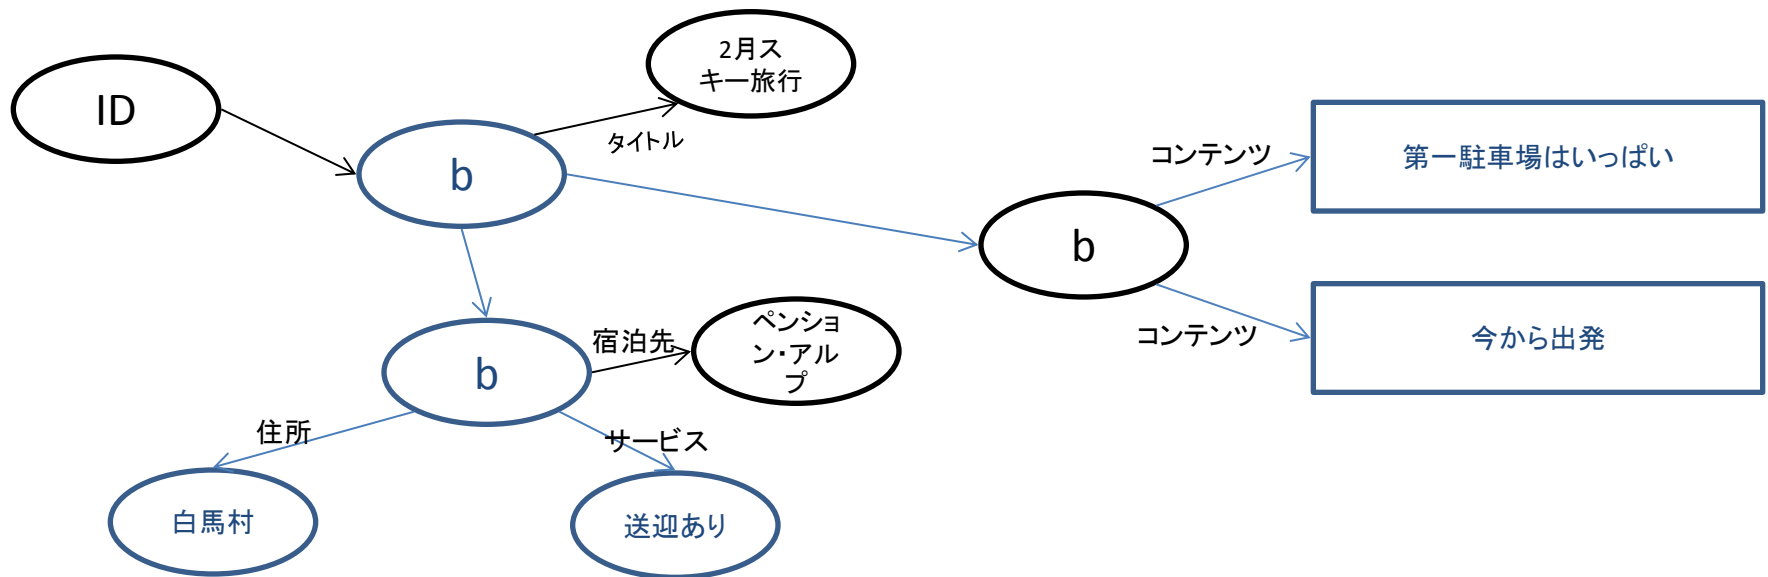 2月ス
キー旅行
ID
タイトル
b
コンテンツ
第一駐車場はいっぱい
b
コンテンツ
今から出発
宿泊先
ペンショ
ン・アル
プ
b
住所
サービス
白馬村
送迎あり